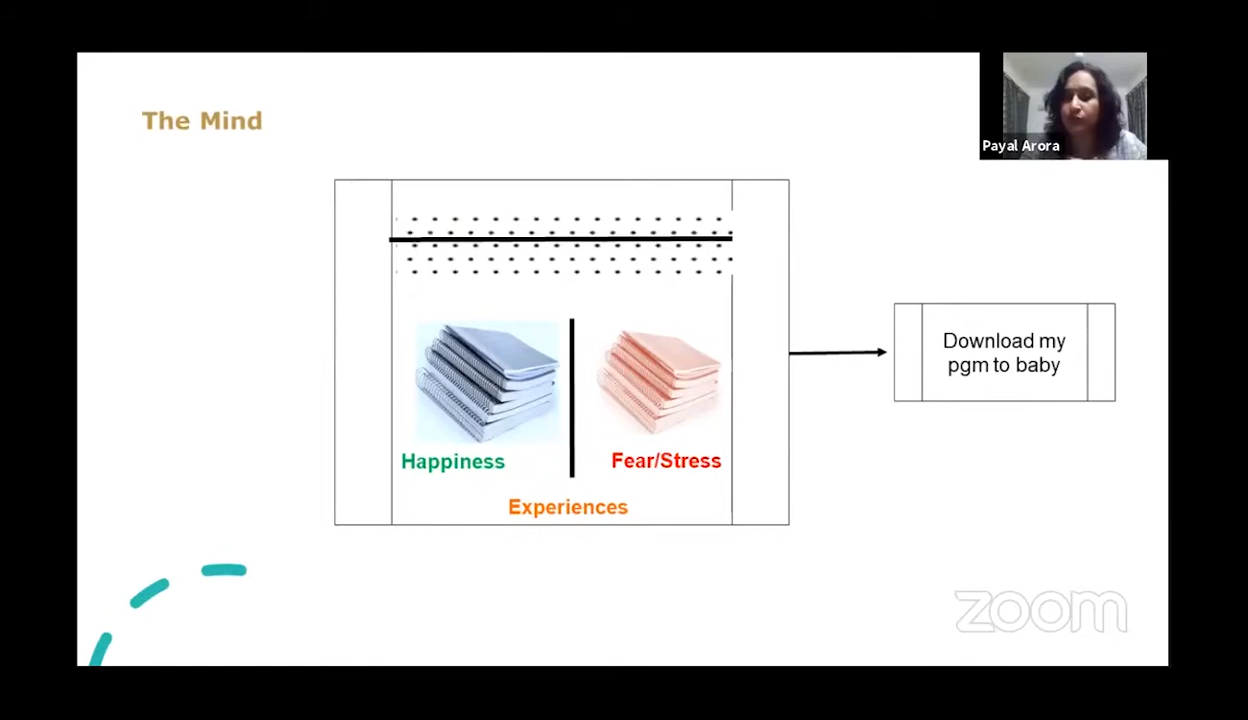 The Mind
Payal Arora
Download my
pgm to baby
Happiness
Fear/Stress
Experiences
zoom